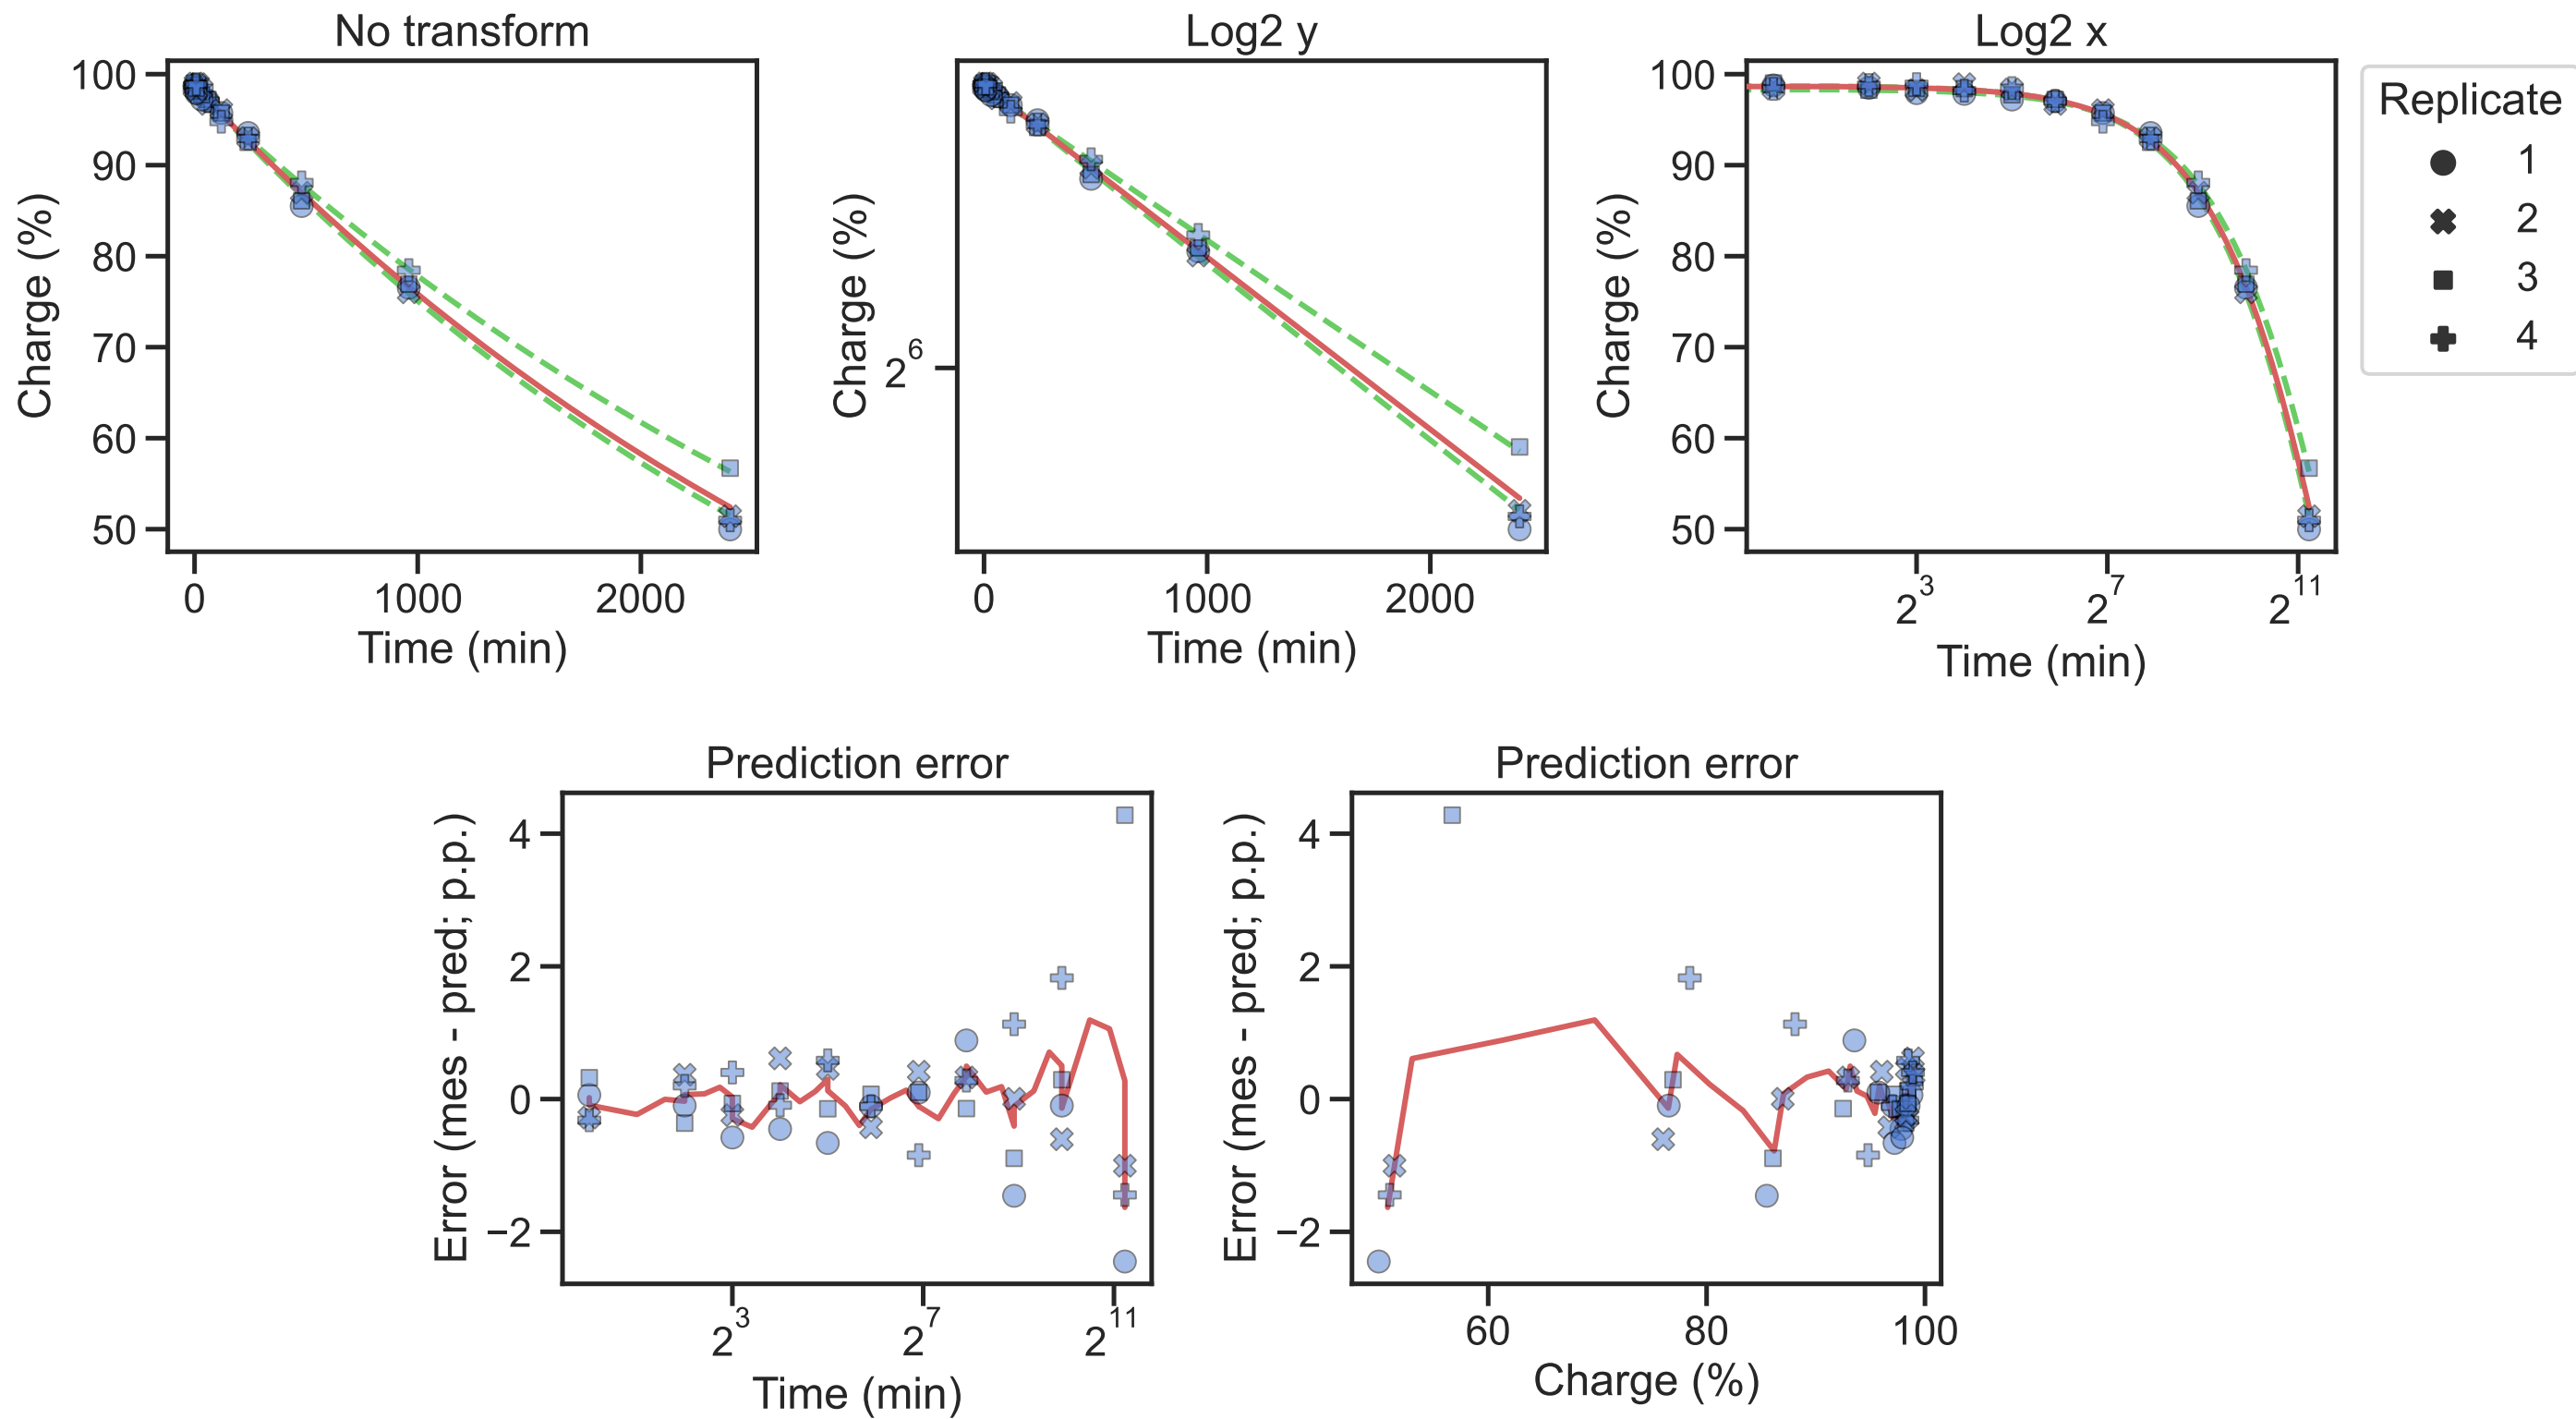 No transform
Log2 y
Log2 x
100
90
80
70
60
50
Charge (%)
0
1000
2000
Time (min)
Charge (%)
2^6
0
1000
2000
Time (min)
Charge (%)
100
90
80
70
60
50
2^3
2^7
2^11
Time (min)
Replicate
1
2
3
4
Prediction error
Prediction error
Error (mes - pred; p.p.)
4
2
0
−2
2^3
2^7
2^11
Time (min)
Error (mes - pred; p.p.)
4
2
0
−2
60
80
100
Charge (%)